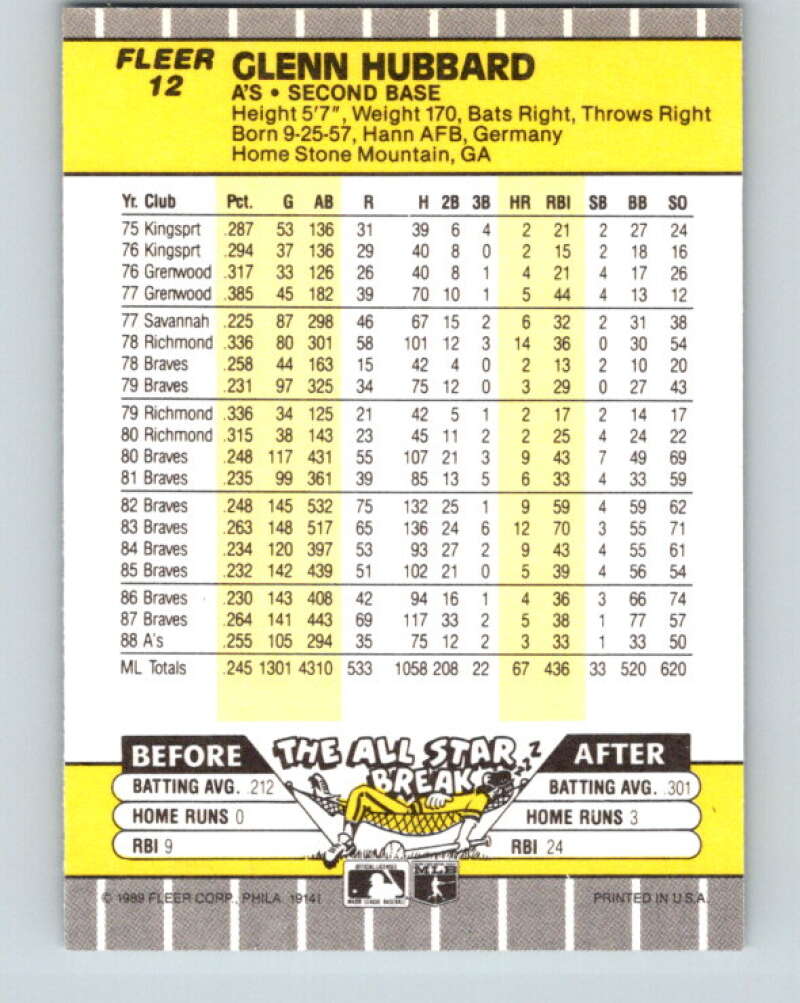 FLEER
12
GLENN HUBBARD
A'S • SECOND BASE
Height 5'7", Weight 170, Bats Right, Throws Right
Born 9-25-57, Hann AFB, Germany
Home Stone Mountain, GA
Yr. Club Pct. G AB R H 2B 3B HR RBI SB BB SO
75 Kingsprt .287 53 136 31 39 6 4 2 21 2 27 24
76 Kingsprt .294 37 136 29 40 8 0 2 15 2 18 16
76 Grenwood .317 33 126 26 40 8 1 4 21 4 17 26
77 Grenwood .385 45 182 39 70 10 1 5 44 4 13 12
77 Savannah .225 87 298 46 67 15 2 6 32 2 31 38
78 Richmond .336 80 301 58 101 12 3 14 36 0 30 54
78 Braves .258 44 163 15 42 4 0 2 13 2 10 20
79 Braves .231 97 325 34 75 12 0 3 29 0 27 43
79 Richmond .336 34 125 21 42 5 1 2 17 2 14 17
80 Richmond .315 38 143 23 45 11 2 2 25 4 24 22
80 Braves .248 117 431 55 107 21 3 9 43 7 49 69
81 Braves .235 99 361 39 85 13 5 6 33 4 33 59
82 Braves .248 145 532 75 132 25 1 9 59 4 59 62
83 Braves .263 148 517 65 136 24 6 12 70 3 55 71
84 Braves .234 120 397 53 93 27 2 9 43 4 55 61
85 Braves .232 142 439 51 102 21 0 5 39 4 56 54
86 Braves .230 143 408 42 94 16 1 4 36 3 66 74
87 Braves .264 141 443 69 117 33 2 5 38 1 77 57
88 A's .255 105 294 35 75 12 2 3 33 1 33 50
ML Totals .245 1301 4310 533 1058 208 22 67 436 33 520 620
BEFORE THE ALL STAR BREAK ZZZ AFTER
BATTING AVG. .212 BATTING AVG. .301
HOME RUNS 0 HOME RUNS 3
RBI 9 RBI 24
OFFICIAL LICENSEE
MAJOR LEAGUE BASEBALL
MLB
© 1989 FLEER CORP., PHILA. 19141 PRINTED IN U.S.A.